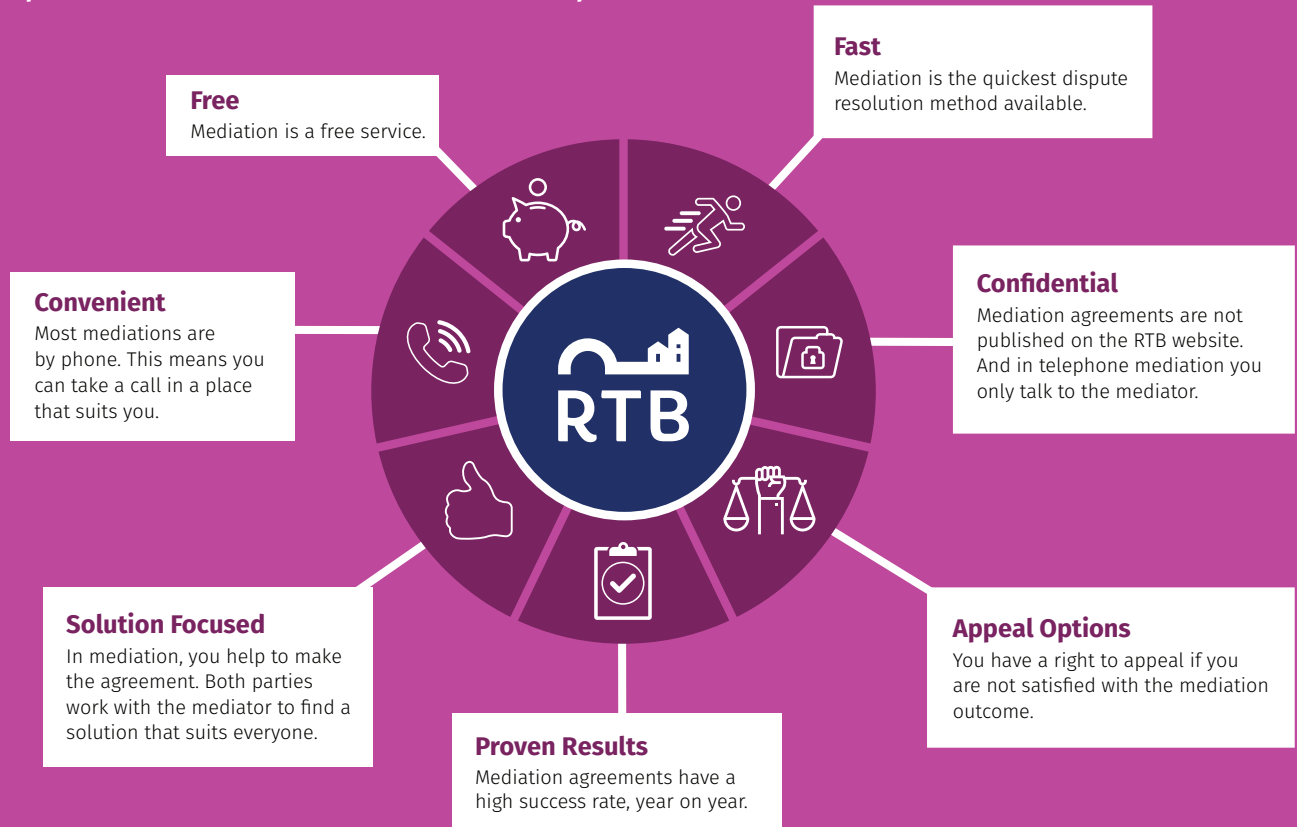 Free
Mediation is a free service.
Fast
Mediation is the quickest dispute
resolution method available.
Convenient
Most mediations are
by phone. This means you
can take a call in a place
that suits you.
Confidential
Mediation agreements are not
published on the RTB website.
And in telephone mediation you
only talk to the mediator.
RTB
Solution Focused
In mediation, you help to make
the agreement. Both parties
work with the mediator to find a
solution that suits everyone.
Appeal Options
You have a right to appeal if you
are not satisfied with the mediation
outcome.
Proven Results
Mediation agreements have a
high success rate, year on year.